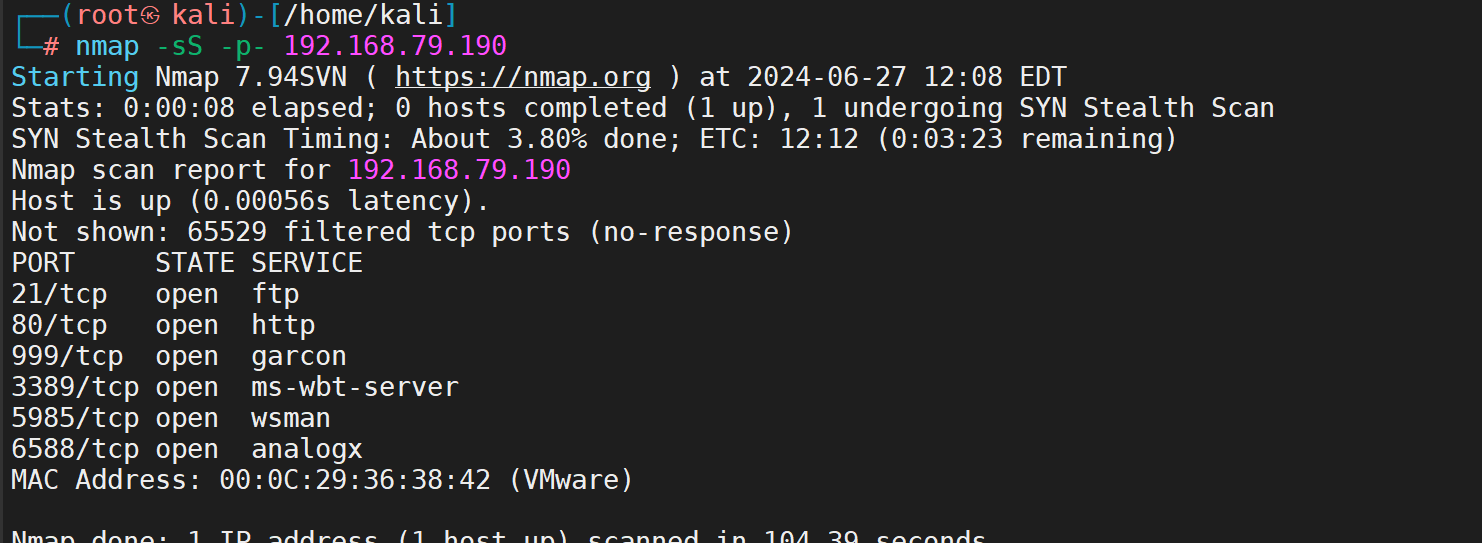 ┌──(root㉿kali)-[/home/kali]
└─# nmap -sS -p- 192.168.79.190
Starting Nmap 7.94SVN ( https://nmap.org ) at 2024-06-27 12:08 EDT
Stats: 0:00:08 elapsed; 0 hosts completed (1 up), 1 undergoing SYN Stealth Scan
SYN Stealth Scan Timing: About 3.80% done; ETC: 12:12 (0:03:23 remaining)
Nmap scan report for 192.168.79.190
Host is up (0.00056s latency).
Not shown: 65529 filtered tcp ports (no-response)
PORT     STATE SERVICE
21/tcp   open  ftp
80/tcp   open  http
999/tcp  open  garcon
3389/tcp open  ms-wbt-server
5985/tcp open  wsman
6588/tcp open  analogx
MAC Address: 00:0C:29:36:38:42 (VMware)
Nmap done: 1 IP address (1 host up) scanned in 104.39 seconds